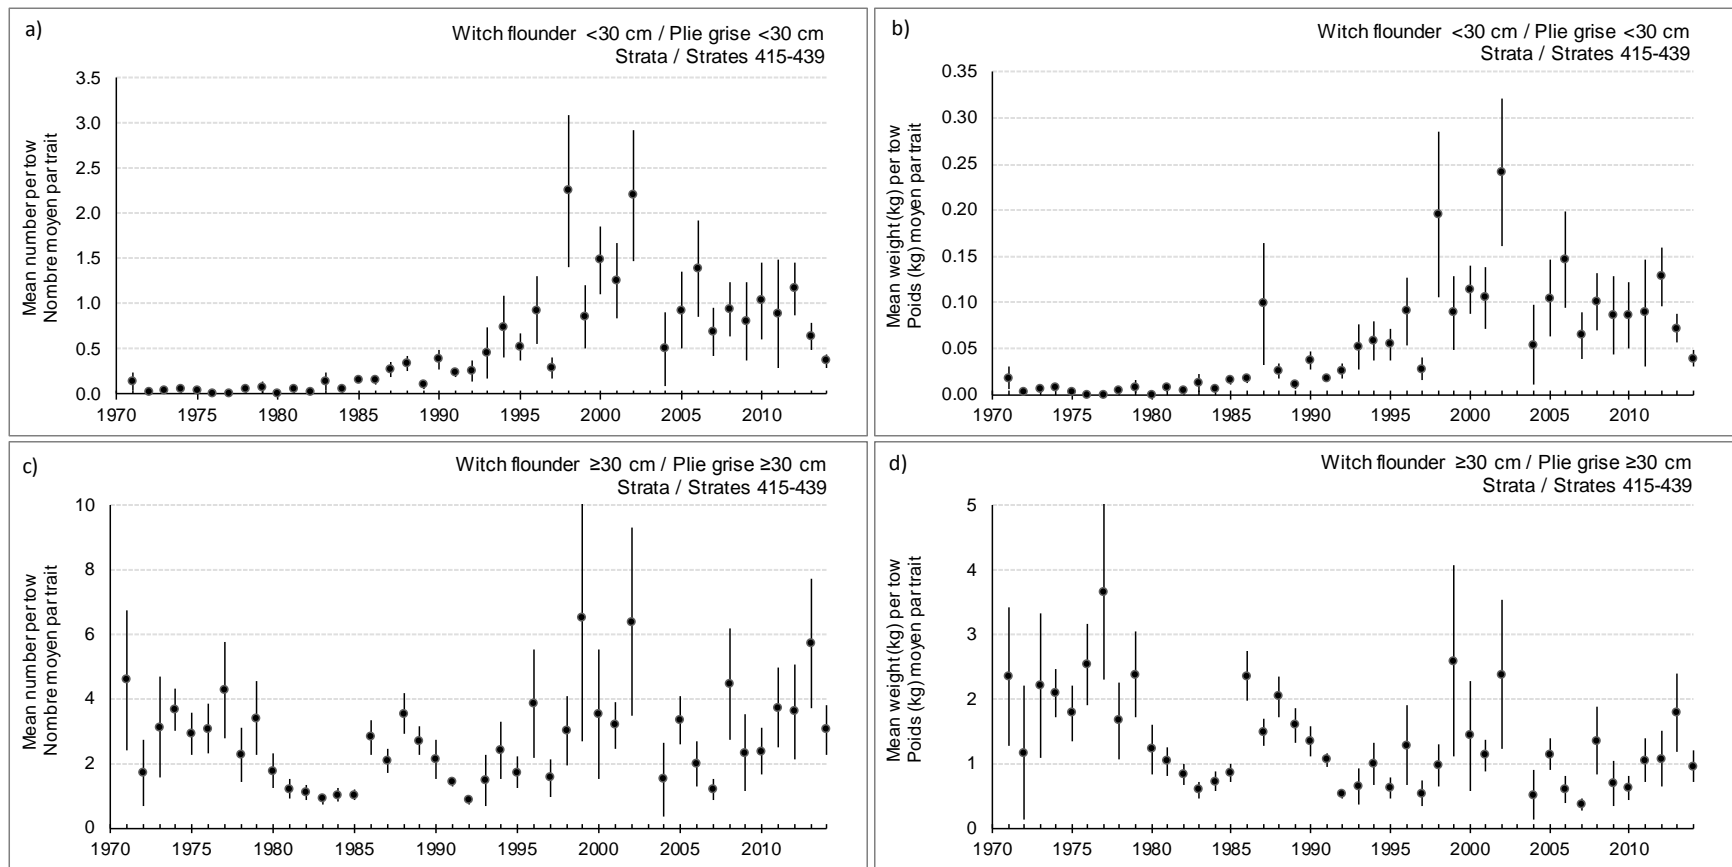 a)
Witch flounder <30 cm / Plie grise <30 cm
Strata / Strates 415-439
Mean number per tow
Nombre moyen par trait
3.5
3.0
2.5
2.0
1.5
1.0
0.5
0.0
1970 1975 1980 1985 1990 1995 2000 2005 2010
b)
Witch flounder <30 cm / Plie grise <30 cm
Strata / Strates 415-439
Mean weight (kg) per tow
Poids (kg) moyen par trait
0.35
0.30
0.25
0.20
0.15
0.10
0.05
0.00
1970 1975 1980 1985 1990 1995 2000 2005 2010
c)
Witch flounder ≥30 cm / Plie grise ≥30 cm
Strata / Strates 415-439
Mean number per tow
Nombre moyen par trait
10
8
6
4
2
0
1970 1975 1980 1985 1990 1995 2000 2005 2010
d)
Witch flounder ≥30 cm / Plie grise ≥30 cm
Strata / Strates 415-439
Mean weight (kg) per tow
Poids (kg) moyen par trait
5
4
3
2
1
0
1970 1975 1980 1985 1990 1995 2000 2005 2010